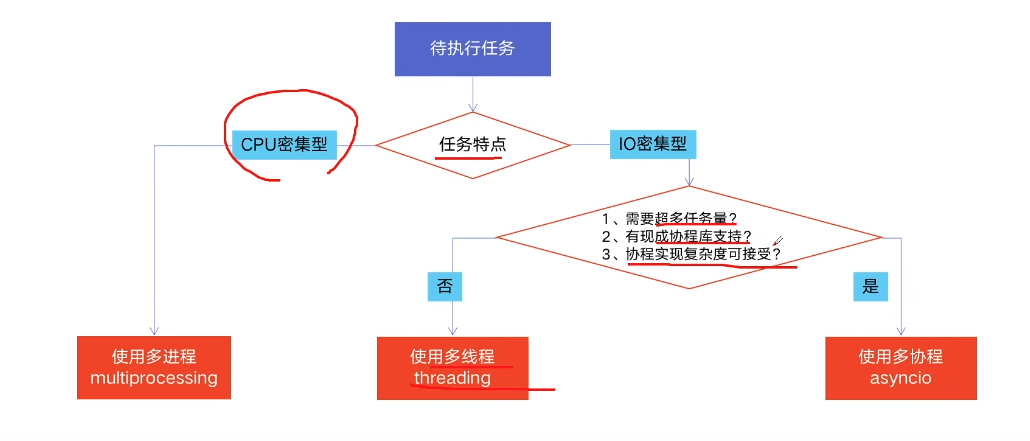 待执行任务
CPU密集型
任务特点
IO密集型
1、需要超多任务量?
2、有现成协程库支持?
3、协程实现复杂度可接受?
否
是
使用多进程
multiprocessing
使用多线程
threading
使用多协程
asyncio